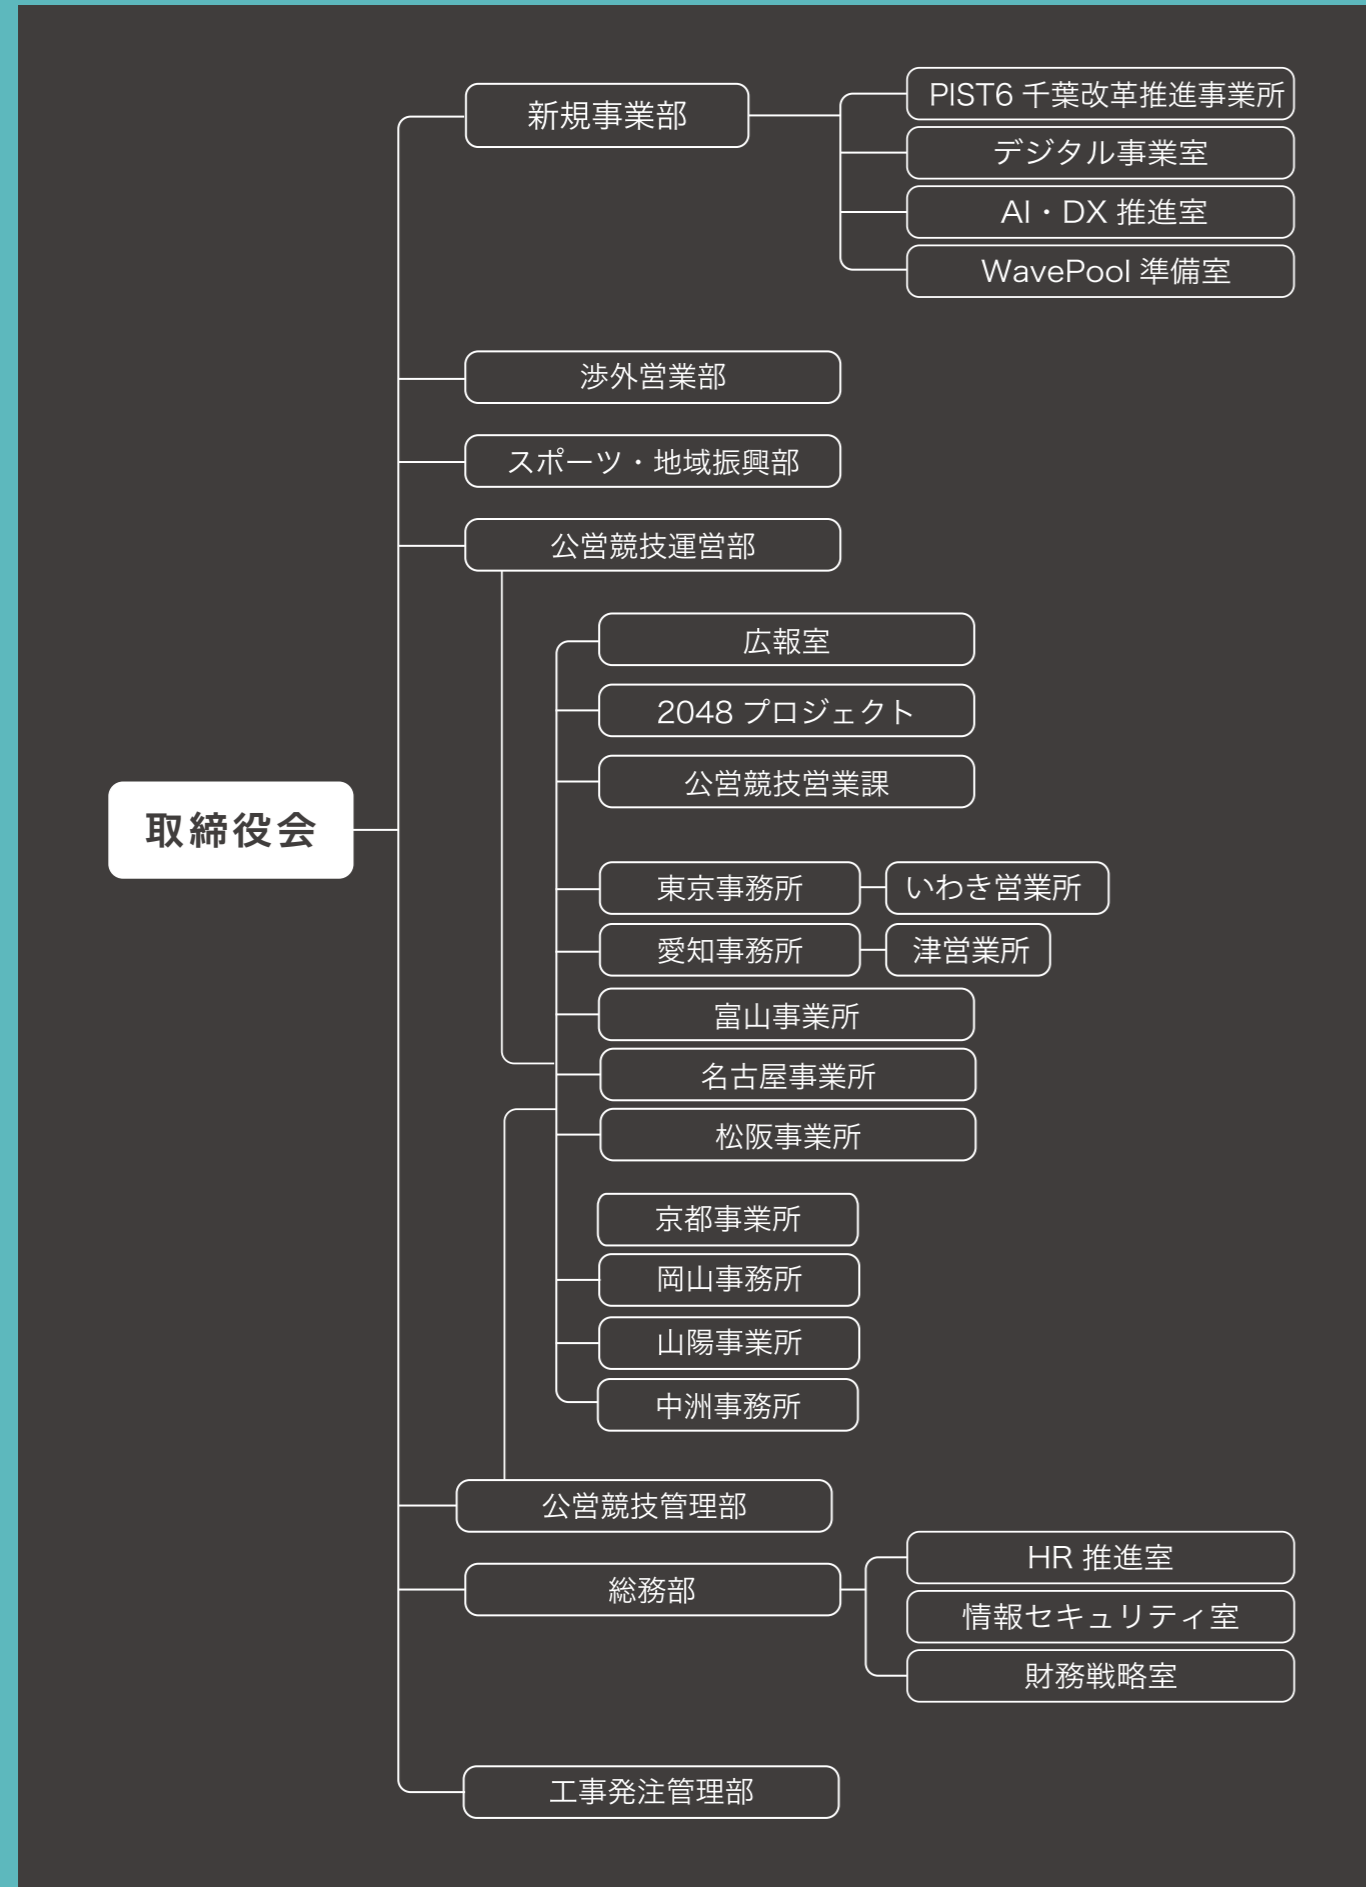 新規事業部
PIST6 千葉改革推進事業所
デジタル事業室
AI・DX 推進室
WavePool 準備室
渉外営業部
スポーツ・地域振興部
公営競技運営部
広報室
2048 プロジェクト
公営競技営業課
取締役会
東京事務所
いわき営業所
愛知事務所
津営業所
富山事業所
名古屋事業所
松阪事業所
京都事業所
岡山事務所
山陽事業所
中洲事務所
公営競技管理部
総務部
HR 推進室
情報セキュリティ室
財務戦略室
工事発注管理部